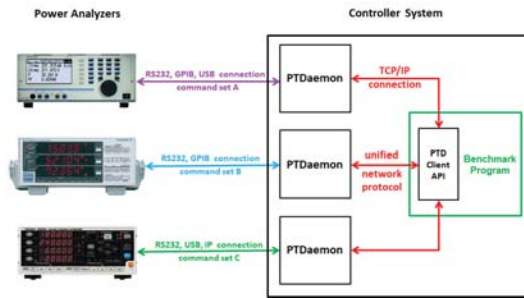 Power Analyzers
Controller System
RS232, GPIB, USB connection
command set A
PTDaemon
TCP/IP
connection
RS232, GPIB connection
command set B
PTDaemon
unified
network
protocol
PTD
Client
API
Benchmark
Program
RS232, USB, IP connection
command set C
PTDaemon